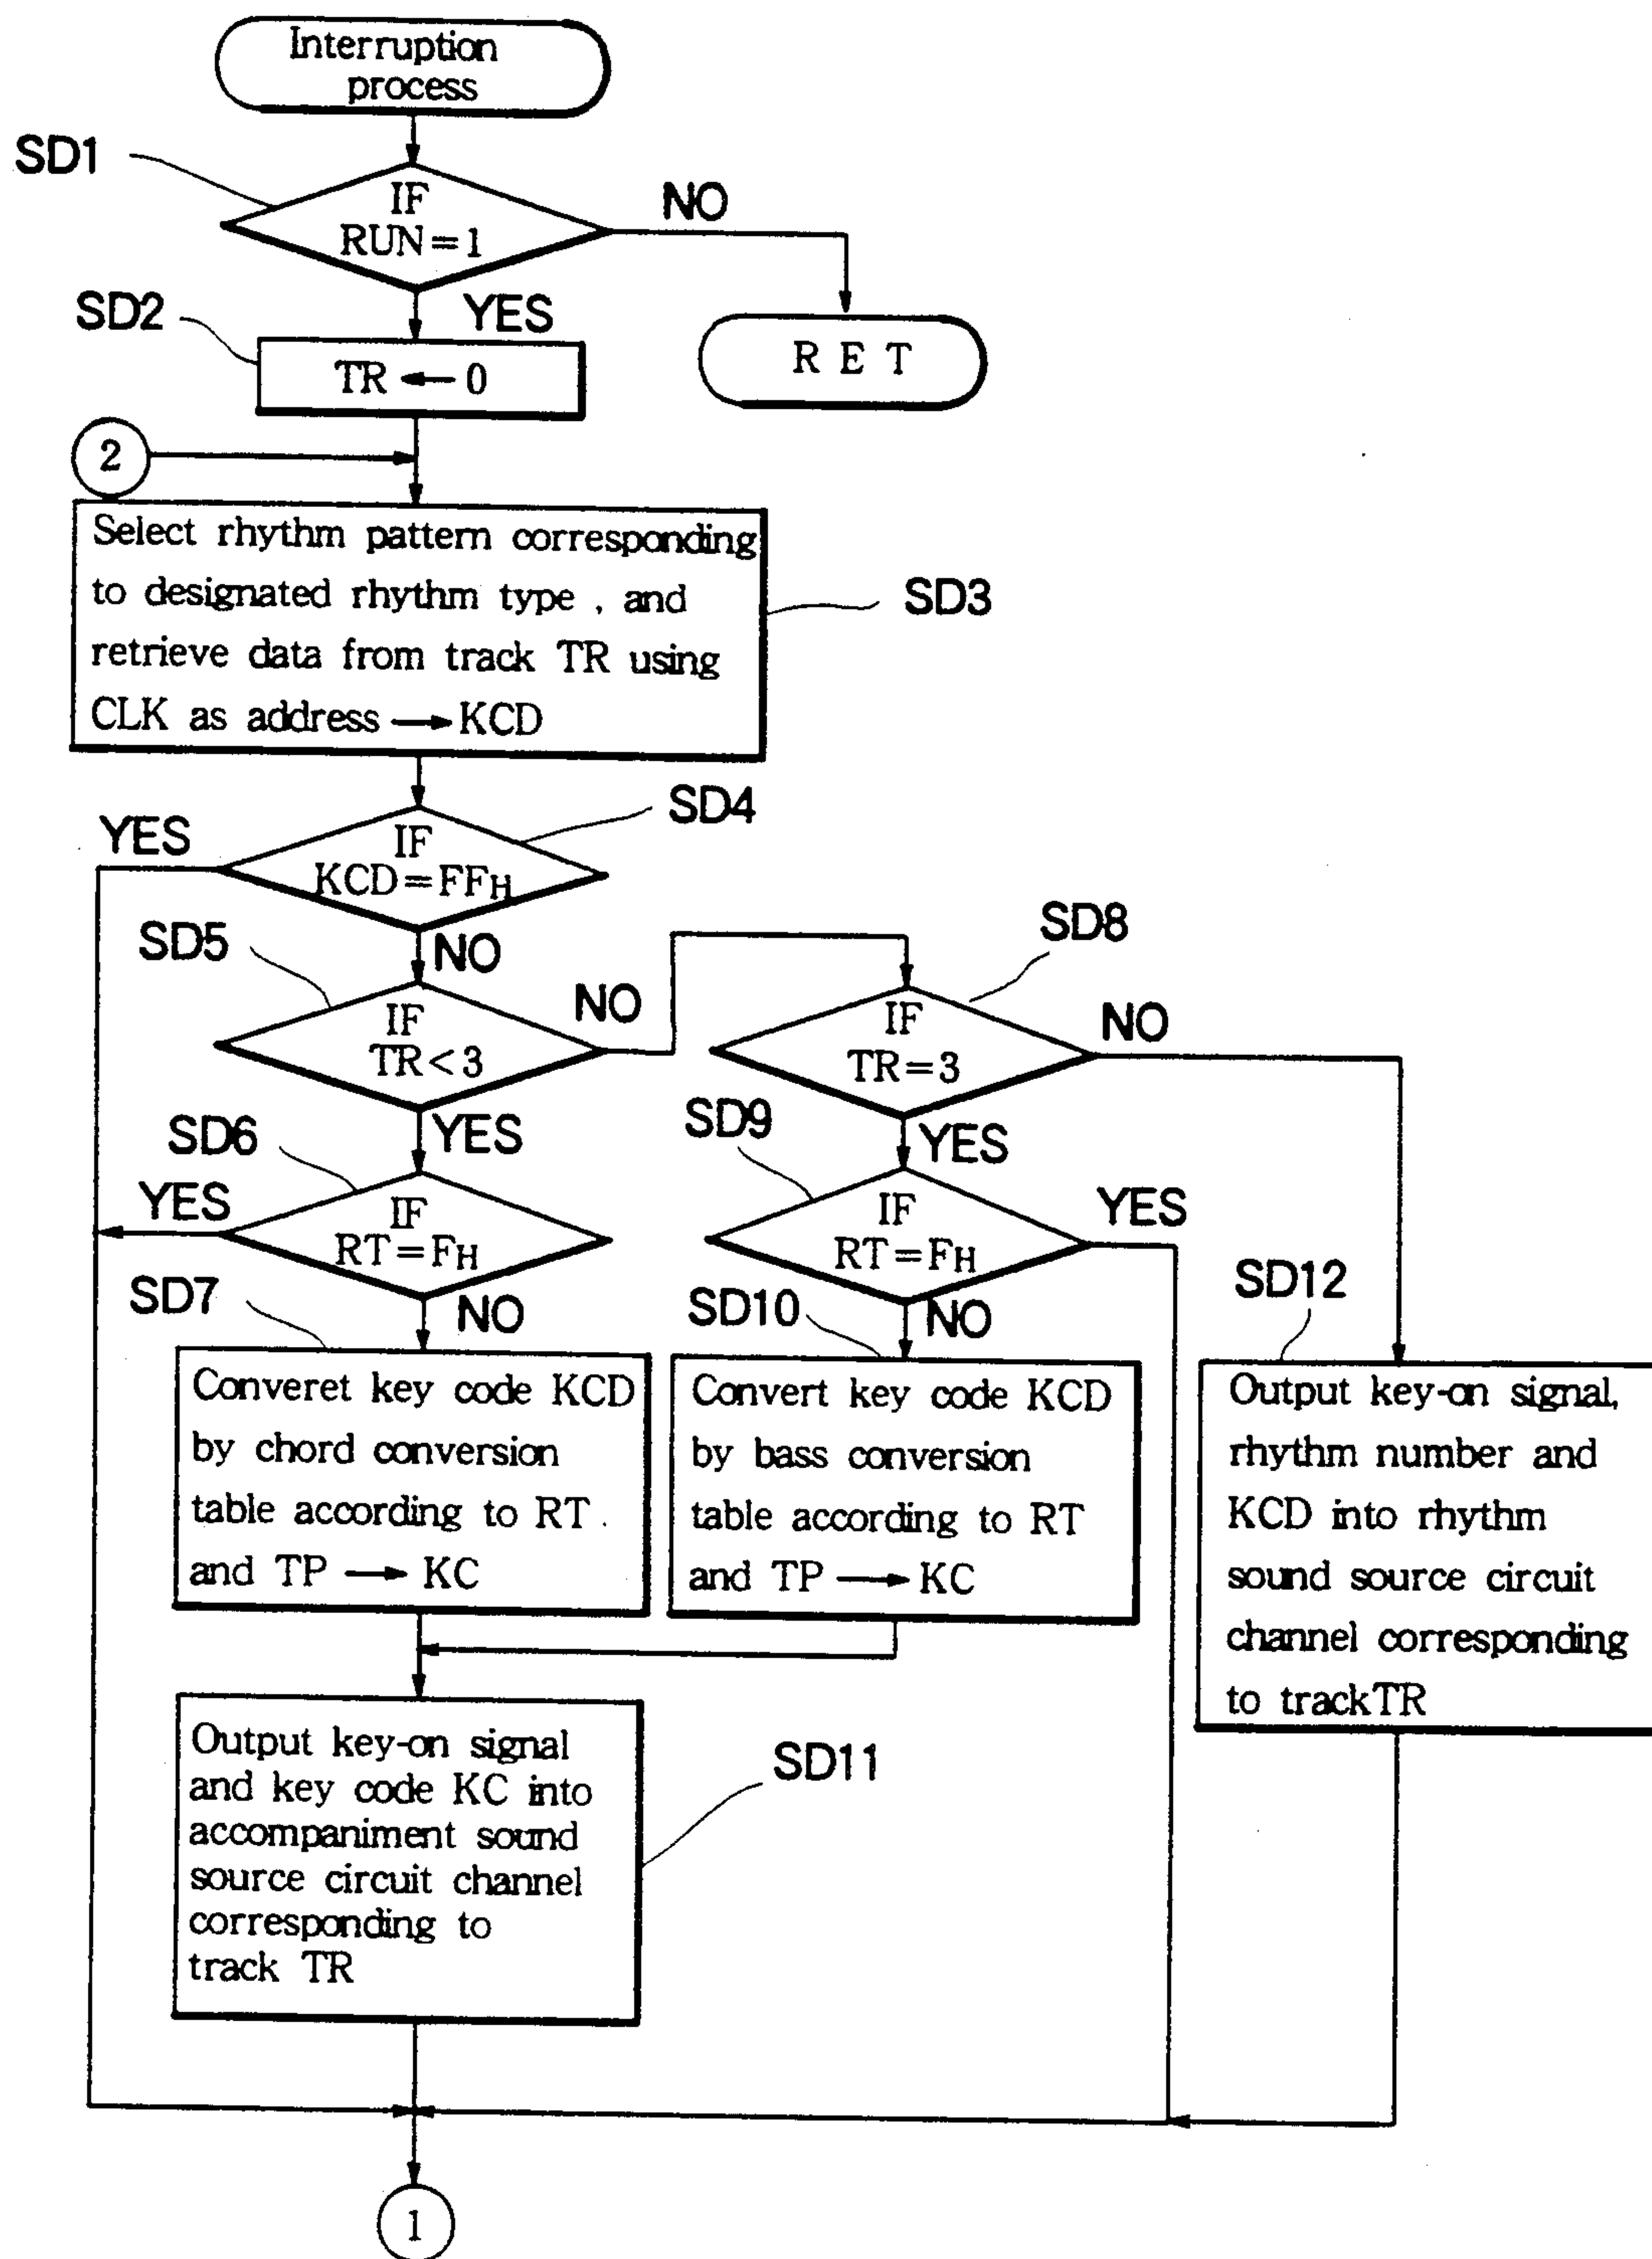 Interruption
process
SD1
IF
RUN=1
NO
YES
SD2
TR ← 0
R E T
2
Select rhythm pattern corresponding
to designated rhythm type , and
retrieve data from track TR using
CLK as address → KCD
SD3
SD4
YES
IF
KCD=FFH
NO
SD5
IF
TR<3
NO
YES
SD8
IF
TR=3
NO
YES
SD6
YES
IF
RT=FH
NO
SD9
IF
RT=FH
YES
NO
SD7
Converet key code KCD
by chord conversion
table according to RT
and TP → KC
SD10
Convert key code KCD
by bass conversion
table according to RT
and TP → KC
SD12
Output key-on signal,
rhythm number and
KCD into rhythm
sound source circuit
channel corresponding
to trackTR
Output key-on signal
and key code KC into
accompaniment sound
source circuit channel
corresponding to
track TR
SD11
1